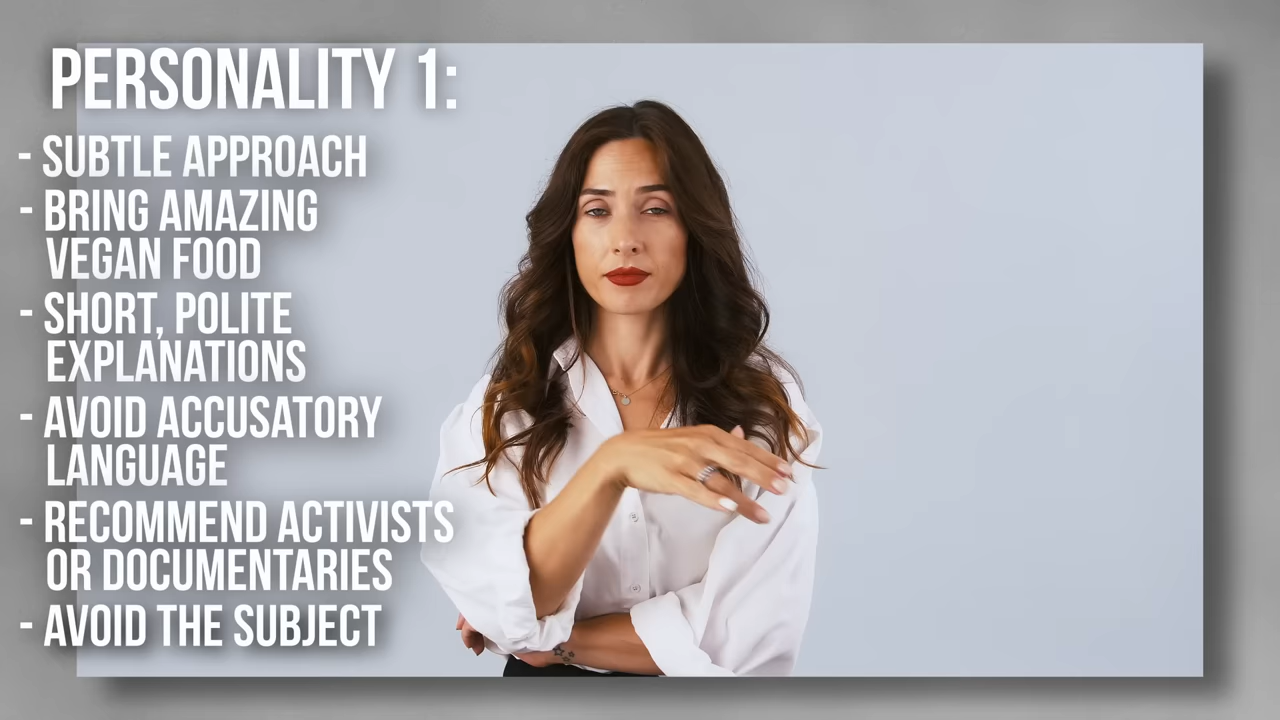 PERSONALITY 1:
- SUBTLE APPROACH
- BRING AMAZING
VEGAN FOOD
- SHORT, POLITE
EXPLANATIONS
- AVOID ACCUSATORY
LANGUAGE
- RECOMMEND ACTIVISTS
OR DOCUMENTARIES
- AVOID THE SUBJECT